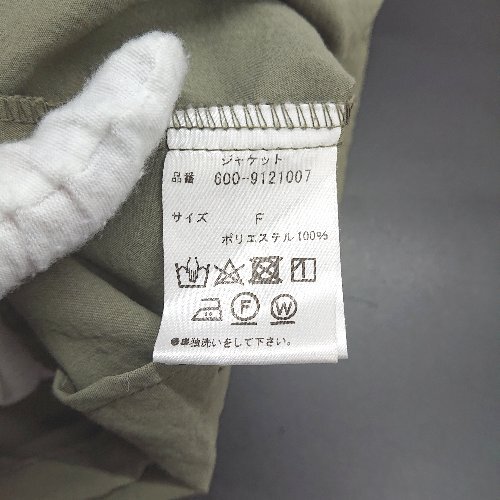 ジャケット
品番 600-9121007
サイズ F
ポリエステル100%
F W
●単独洗いをして下さい。